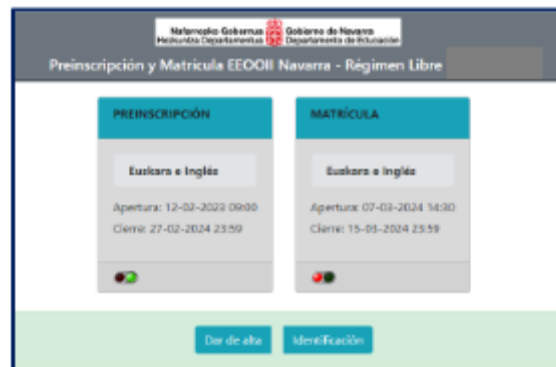 Nafarroako Gobernua Gobierno de Navarra
Hezkuntza Departamentua Departamento de Educación
Preinscripción y Matrícula EEOOII Navarra - Régimen Libre
PREINSCRIPCIÓN
Euskara e Inglés
Apertura: 12-02-2023 09:00
Cierre: 27-02-2024 23:59
MATRÍCULA
Euskara e Inglés
Apertura: 07-03-2024 14:30
Cierre: 15-03-2024 23:59
Dar de alta Identificación